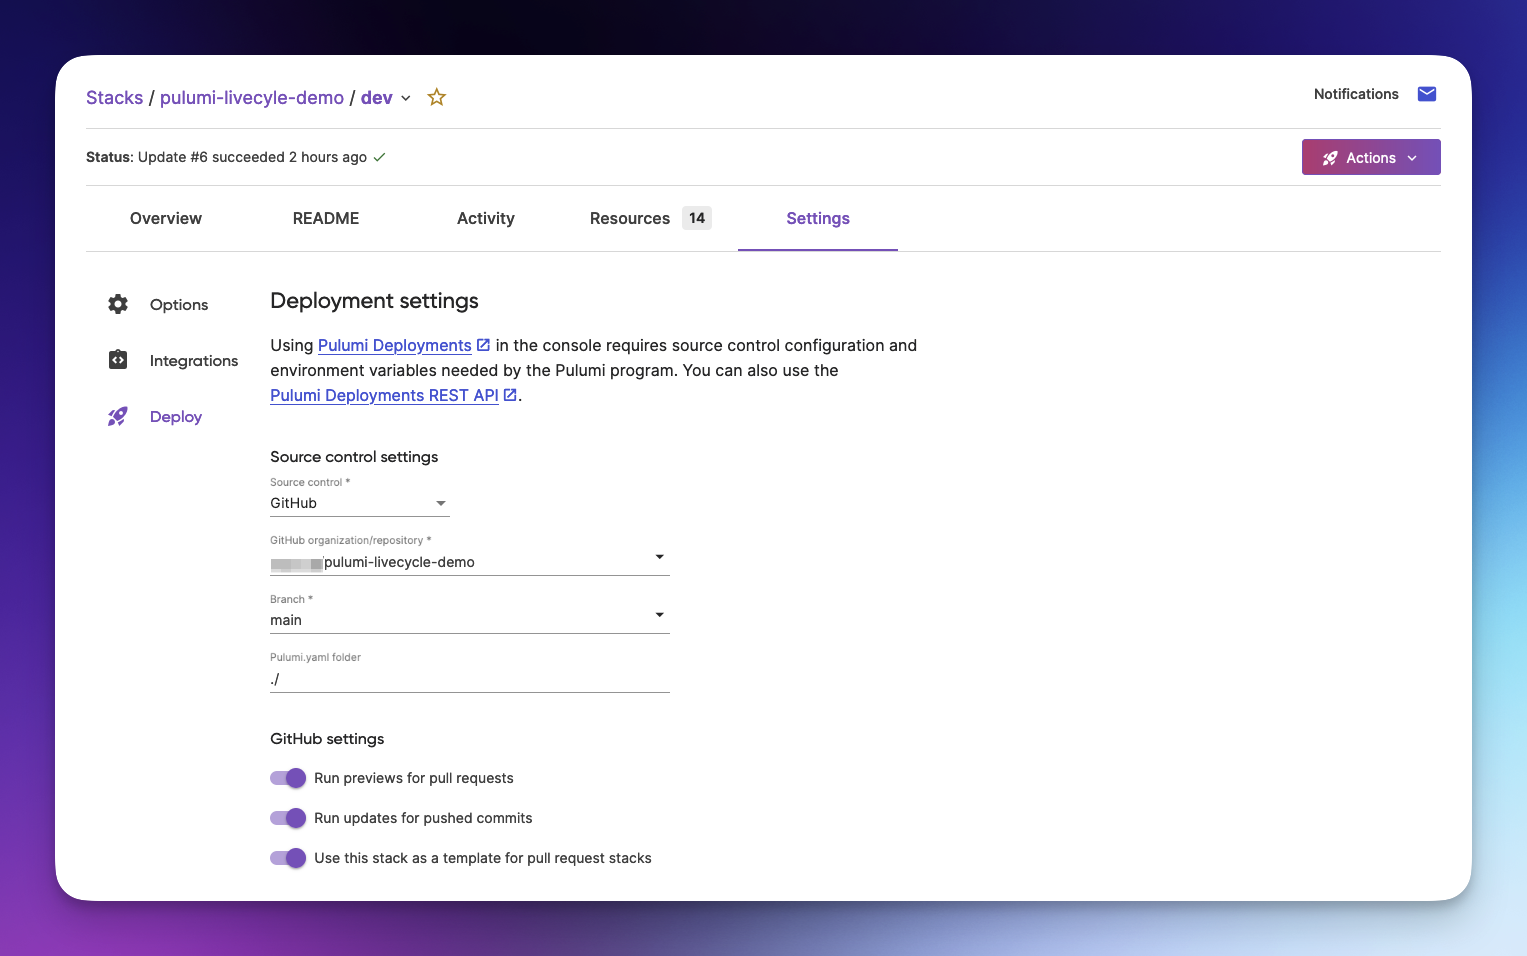 Stacks / pulumi-livecyle-demo / dev
Notifications
Status: Update #6 succeeded 2 hours ago
Actions
Overview
README
Activity
Resources 14
Settings
Options
Integrations
Deploy
Deployment settings
Using Pulumi Deployments in the console requires source control configuration and
environment variables needed by the Pulumi program. You can also use the
Pulumi Deployments REST API.
Source control settings
Source control *
GitHub
GitHub organization/repository *
/pulumi-livecycle-demo
Branch *
main
Pulumi.yaml folder
./
GitHub settings
Run previews for pull requests
Run updates for pushed commits
Use this stack as a template for pull request stacks